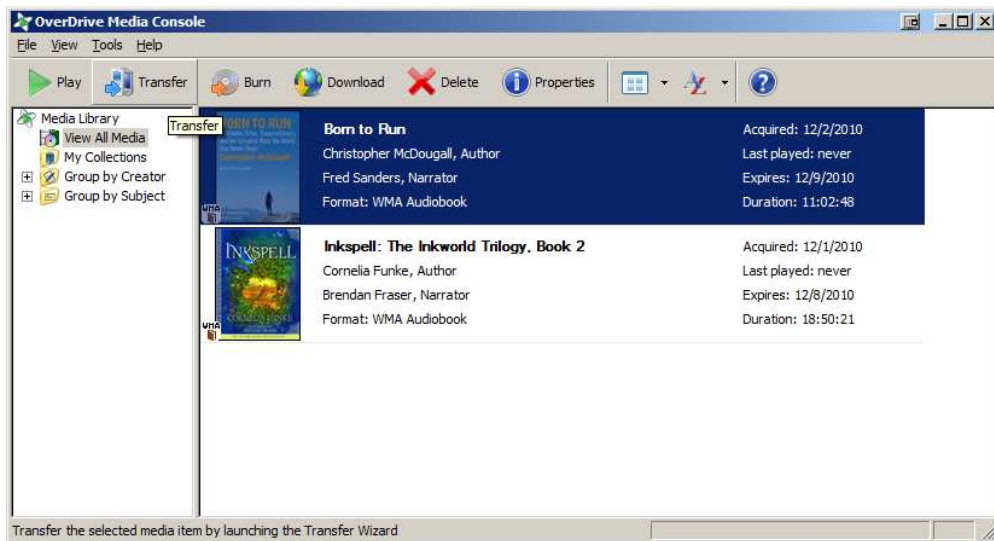 OverDrive Media Console
File View Tools Help
Play Transfer Burn Download Delete Properties
Media Library
View All Media
My Collections
Group by Creator
Group by Subject
Transfer
BORN TO RUN
Christopher McDougall
WMA
Born to Run
Christopher McDougall, Author
Fred Sanders, Narrator
Format: WMA Audiobook
Acquired: 12/2/2010
Last played: never
Expires: 12/9/2010
Duration: 11:02:48
INKSPELL
WMA
Inkspell: The Inkworld Trilogy, Book 2
Cornelia Funke, Author
Brendan Fraser, Narrator
Format: WMA Audiobook
Acquired: 12/1/2010
Last played: never
Expires: 12/8/2010
Duration: 18:50:21
Transfer the selected media item by launching the Transfer Wizard